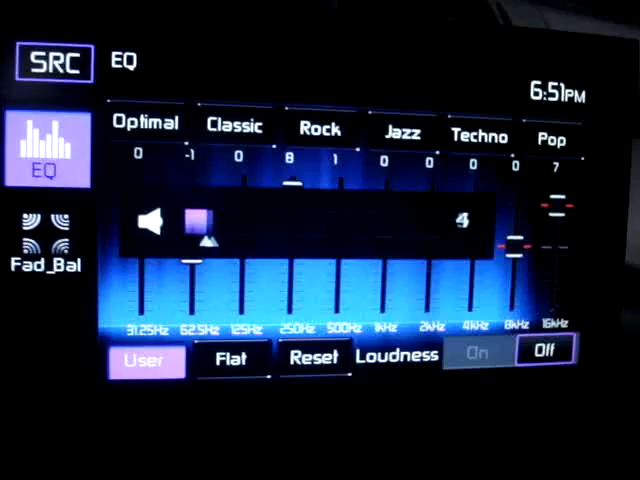 SRC
EQ
6:51PM
Optimal Classic Rock Jazz Techno Pop
0 -1 0 8 1 0 0 0 0 7
EQ
4
Fad_Bal
31.25Hz 62.5Hz 125Hz 250Hz 500Hz 1kHz 2kHz 4kHz 8kHz 16kHz
User Flat Reset Loudness On Off